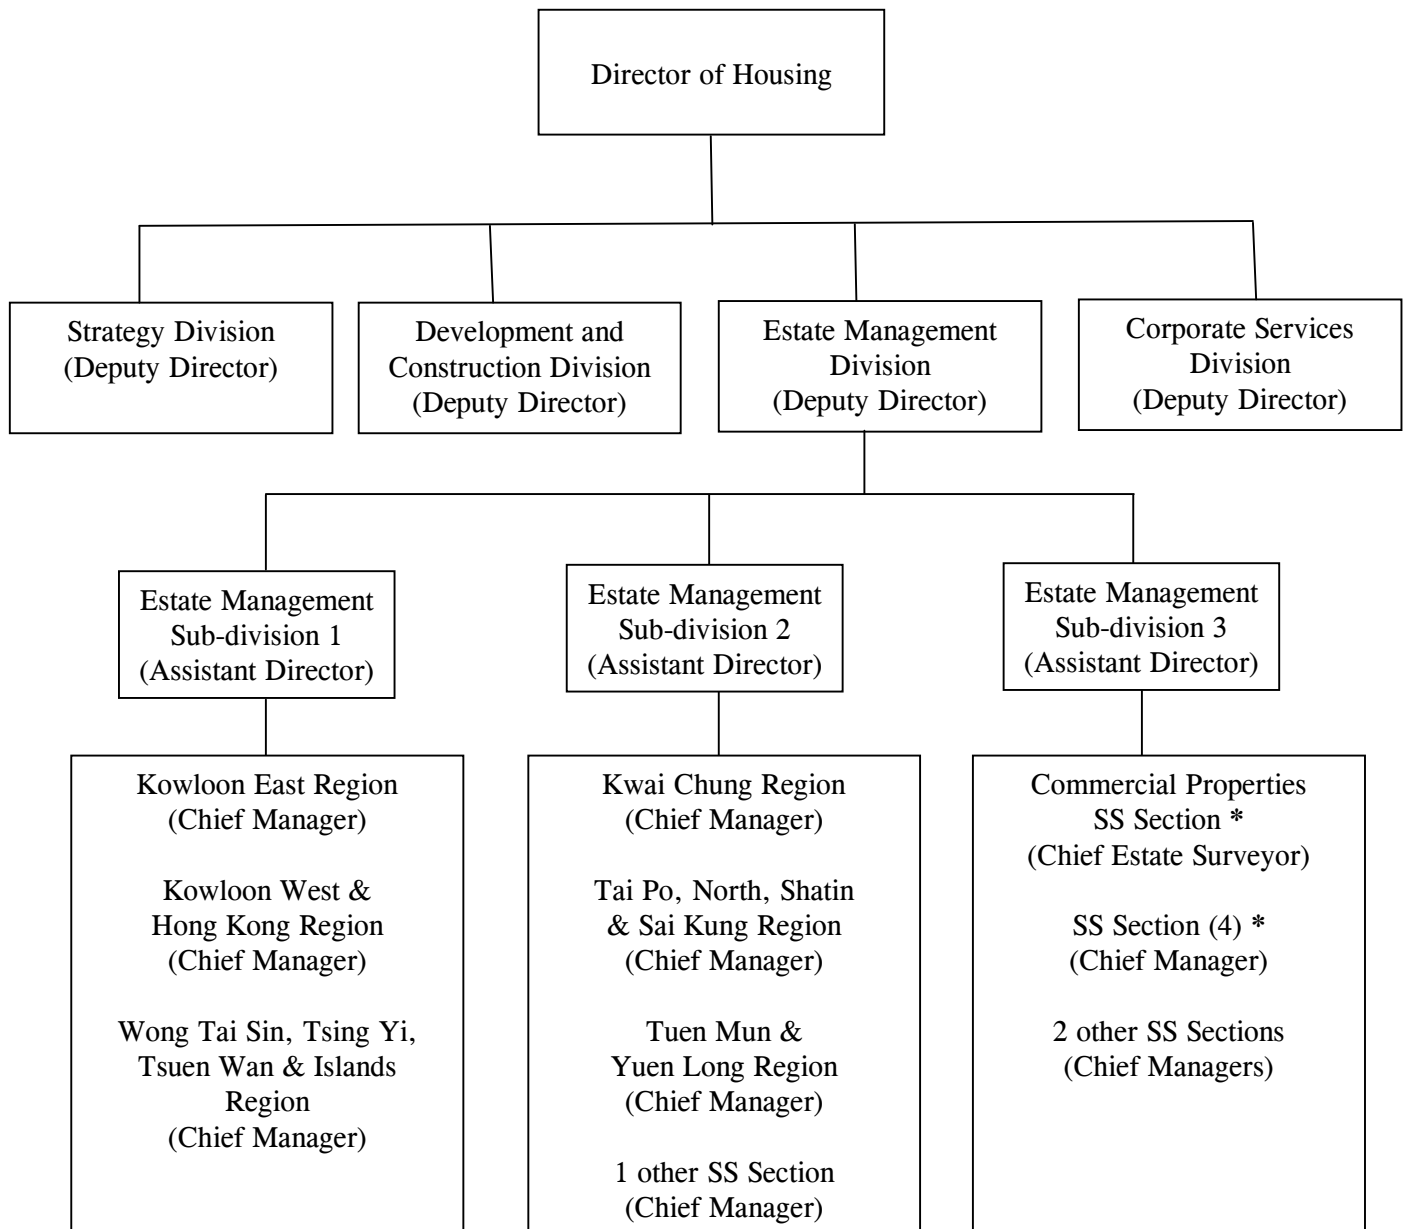 Director of Housing
Strategy Division
(Deputy Director)
Development and
Construction Division
(Deputy Director)
Estate Management
Division
(Deputy Director)
Corporate Services
Division
(Deputy Director)
Estate Management
Sub-division 1
(Assistant Director)
Estate Management
Sub-division 2
(Assistant Director)
Estate Management
Sub-division 3
(Assistant Director)
Kowloon East Region
(Chief Manager)
Kowloon West &
Hong Kong Region
(Chief Manager)
Wong Tai Sin, Tsing Yi,
Tsuen Wan & Islands
Region
(Chief Manager)
Kwai Chung Region
(Chief Manager)
Tai Po, North, Shatin
& Sai Kung Region
(Chief Manager)
Tuen Mun &
Yuen Long Region
(Chief Manager)
1 other SS Section
(Chief Manager)
Commercial Properties
SS Section *
(Chief Estate Surveyor)
SS Section (4) *
(Chief Manager)
2 other SS Sections
(Chief Managers)